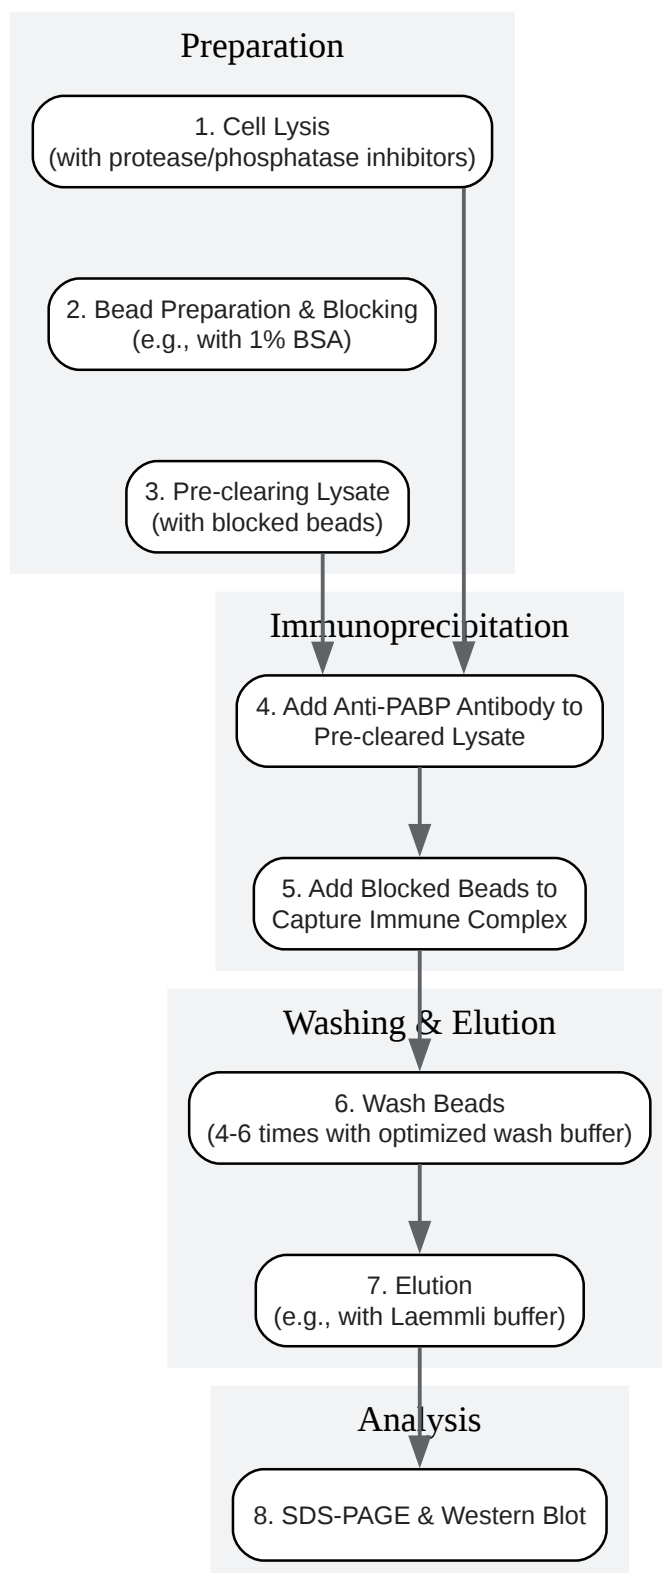 Preparation
1. Cell Lysis
(with protease/phosphatase inhibitors)
2. Bead Preparation & Blocking
(e.g., with 1% BSA)
3. Pre-clearing Lysate
(with blocked beads)
Immunoprecipitation
4. Add Anti-PABP Antibody to
Pre-cleared Lysate
5. Add Blocked Beads to
Capture Immune Complex
Washing & Elution
6. Wash Beads
(4-6 times with optimized wash buffer)
7. Elution
(e.g., with Laemmli buffer)
Analysis
8. SDS-PAGE & Western Blot